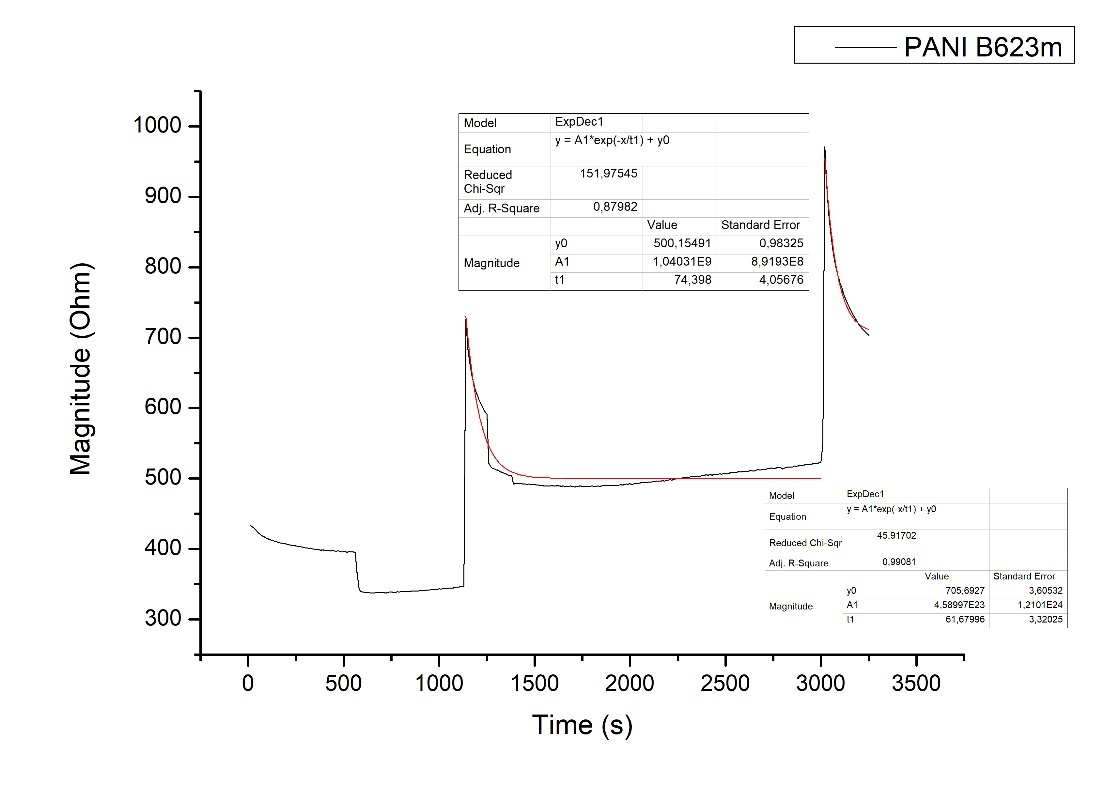 PANI B623m
Model ExpDec1
Equation y = A1*exp(-x/t1) + y0
Reduced Chi-Sqr 151,97545
Adj. R-Square 0,87982
Value Standard Error
Magnitude y0 500,15491 0,98325
A1 1,04031E9 8,9193E8
t1 74,398 4,05676
1000
900
800
700
600
500
400
300
Magnitude (Ohm)
Model ExpDec1
Equation y = A1*exp( x/t1) + y0
Reduced Chi-Sqr 45,91702
Adj. R-Square 0,99081
Value Standard Error
y0 705,6927 3,60532
Magnitude A1 4,58997E23 1,2101E24
t1 61,67996 3,32025
0 500 1000 1500 2000 2500 3000 3500
Time (s)